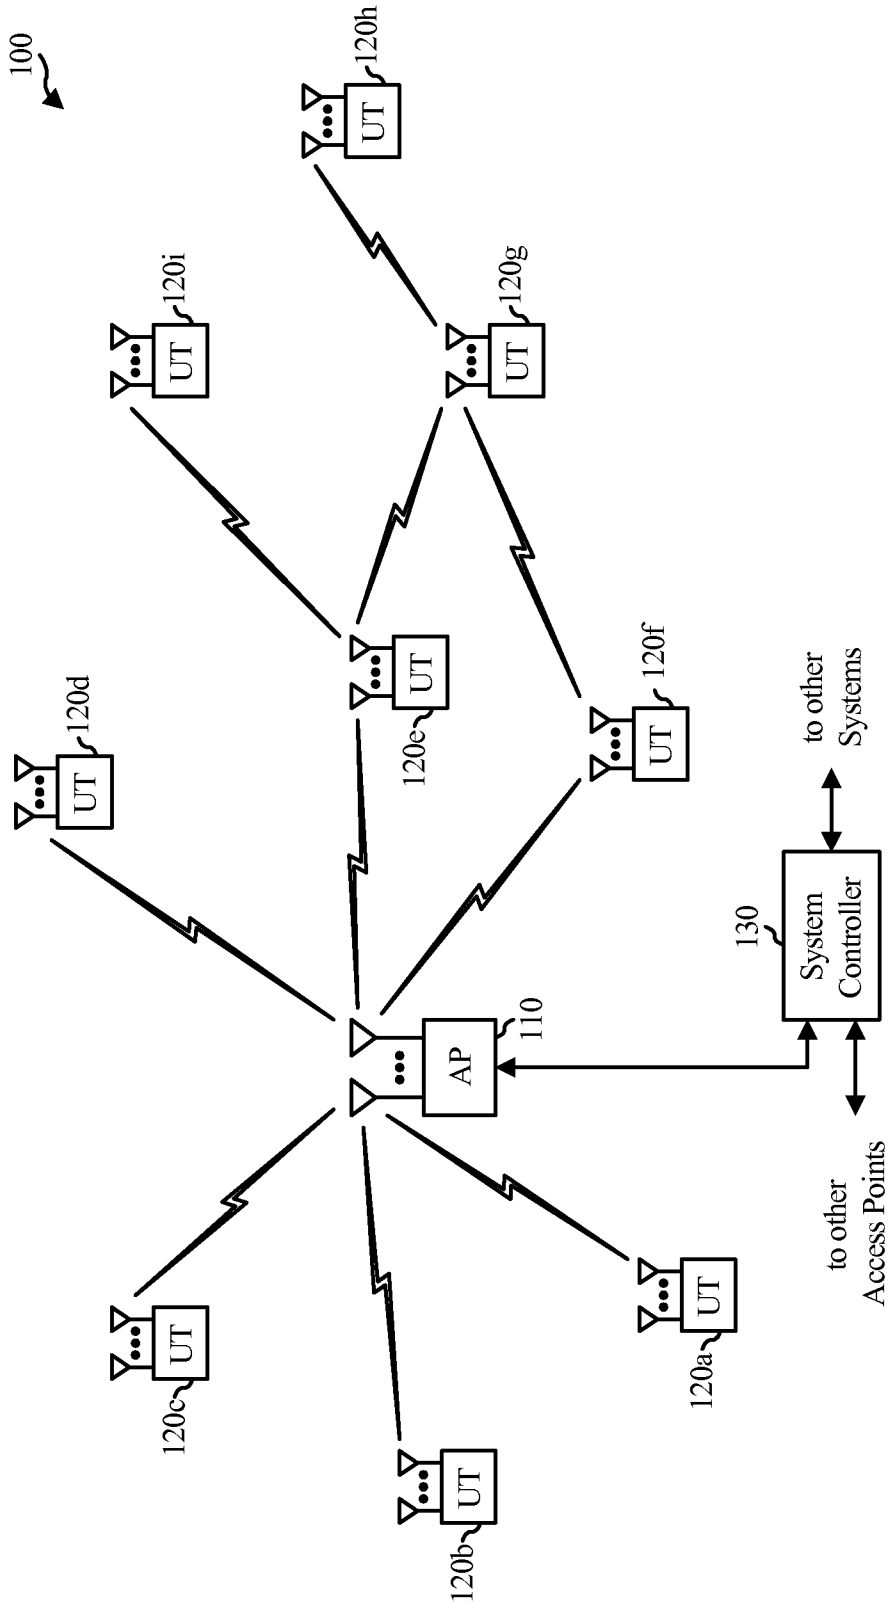 100
120h
UT
120i
UT
120g
UT
120d
UT
120e
UT
120f
UT
110
AP
120c
UT
120b
UT
120a
UT
130
System
Controller
to other
Systems
to other
Access Points